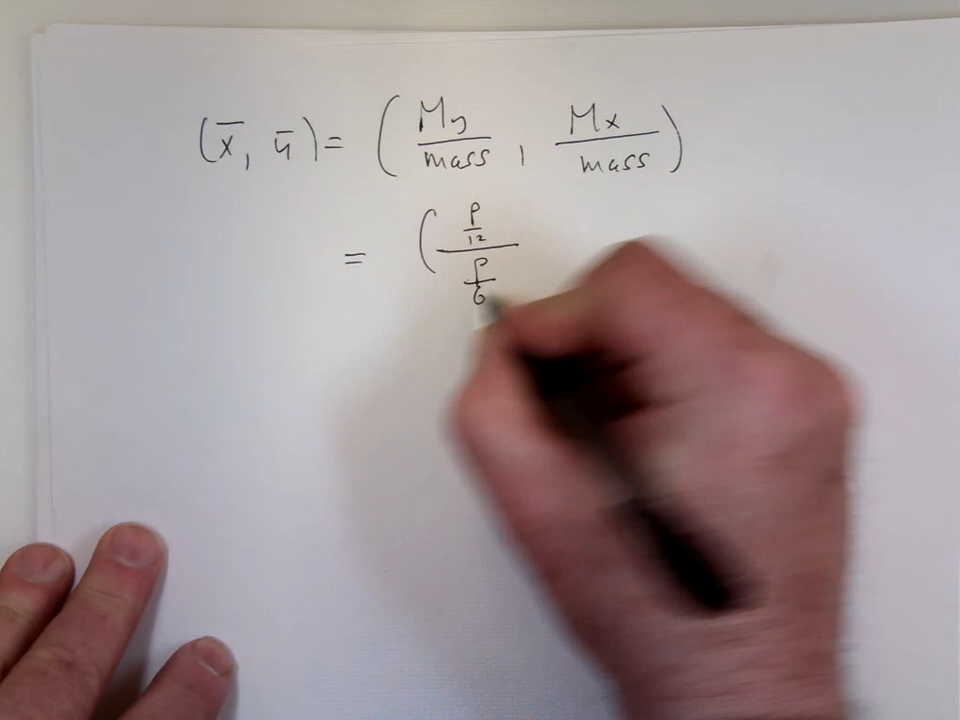 (x̄, ȳ) = (My/mass, Mx/mass)
= (ρ/12 / ρ/6